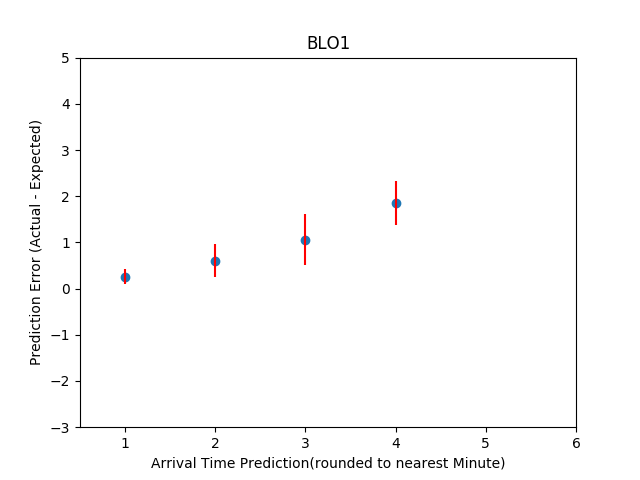 BLO1
5
4
3
2
1
0
−1
−2
−3
Prediction Error (Actual - Expected)
1 2 3 4 5 6
Arrival Time Prediction(rounded to nearest Minute)